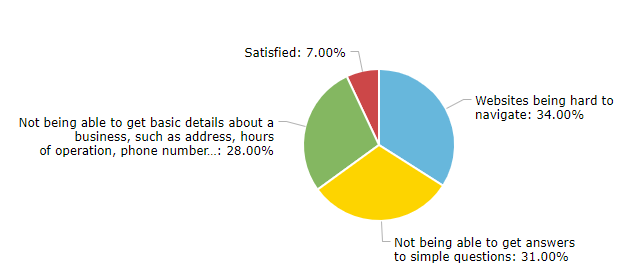 Satisfied: 7.00%
Websites being hard to
navigate: 34.00%
Not being able to get basic details about a
business, such as address, hours
of operation, phone number...: 28.00%
Not being able to get answers
to simple questions: 31.00%